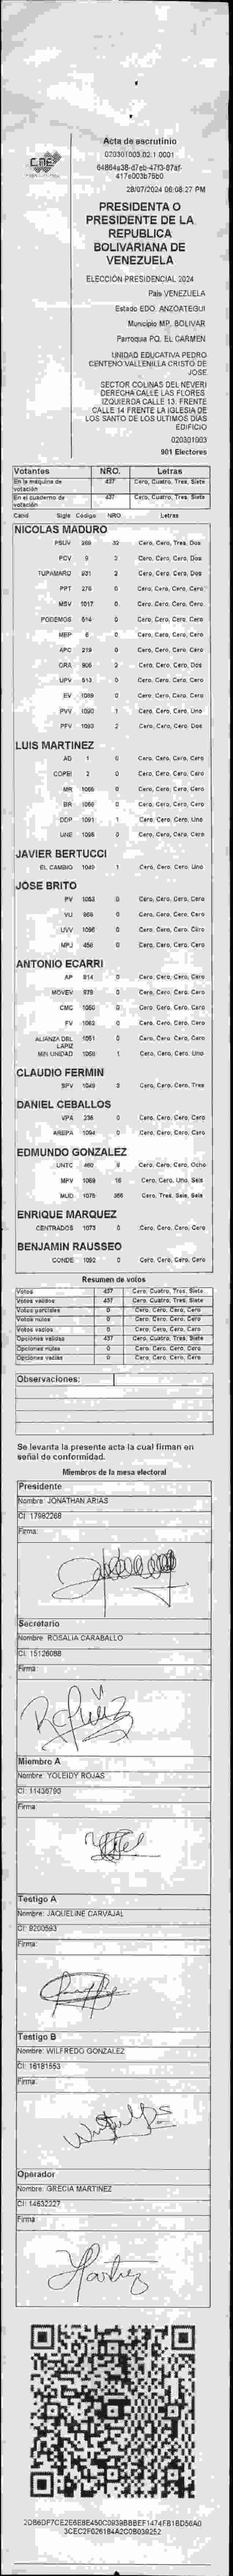 CNE
Acta de escrutinio
020301003.02.1.0001
28/07/2024 06:08:27 PM
PRESIDENTA O
PRESIDENTE DE LA
REPUBLICA
BOLIVARIANA DE
VENEZUELA
ELECCIÓN PRESIDENCIAL 2024
País VENEZUELA
Estado EDO. ANZOATEGUI
Municipio MP. BOLIVAR
Parroquia PQ. EL CARMEN
UNIDAD EDUCATIVA PEDRO
CENTENO VALLENILLA CRISTO DE
JOSE
SECTOR COLINAS DEL NEVERI
DERECHA CALLE LAS FLORES.
IZQUIERDA CALLE 13. FRENTE
CALLE 14 FRENTE LA IGLESIA DE
LOS SANTO DE LOS ULTIMOS DIAS
EDIFICIO
020301003
901 Electores
Votantes NRO. Letras
En la máquina de votación 437 Cero, Cuatro, Tres, Siete
En el cuaderno de votación 437 Cero, Cuatro, Tres, Siete
Cand Sigla Código NRO. Letras
NICOLAS MADURO
PSUV 269 32 Cero, Cero, Tres, Dos
PCV 9 2 Cero, Cero, Cero, Dos
TUPAMARO 931 2 Cero, Cero, Cero, Dos
PPT 276 0 Cero, Cero, Cero, Cero
MSV 1017 0 Cero, Cero, Cero, Cero
PODEMOS 614 0 Cero, Cero, Cero, Cero
MEP 6 0 Cero, Cero, Cero, Cero
APC 219 0 Cero, Cero, Cero, Cero
ORA 906 2 Cero, Cero, Cero, Dos
UPV 513 0 Cero, Cero, Cero, Cero
EV 1089 0 Cero, Cero, Cero, Cero
PVV 1090 1 Cero, Cero, Cero, Uno
PFV 1093 2 Cero, Cero, Cero, Dos
LUIS MARTINEZ
AD 1 6 Cero, Cero, Cero,
COPEI 2 0 Cero, Cero, Cero, Cero
MR 1066 0 Cero, Cero, Cero, Cero
BR 1056 0 Cero, Cero, Cero, Cero
DDP 1091 1 Cero, Cero, Cero, Uno
UNE 1096 0 Cero, Cero, Cero, Cero
JAVIER BERTUCCI
EL CAMBIO 1049 1 Cero, Cero, Cero, Uno
JOSE BRITO
PV 1053 0 Cero, Cero, Cero, Cero
VU 968 0 Cero, Cero, Cero, Cero
UVV 1096 0 Cero, Cero, Cero, Cero
MPJ 456 0 Cero, Cero, Cero, Cero
ANTONIO ECARRI
AP 914 0 Cero, Cero, Cero, Cero
MOVEV 979 0 Cero, Cero, Cero, Cero
CMC 1050 0 Cero, Cero, Cero, Cero
FV 1062 0 Cero, Cero, Cero, Cero
ALIANZA DEL LAPIZ 1051 0 Cero, Cero, Cero, Cero
MIN UNIDAD 1058 1 Cero, Cero, Cero, Uno
CLAUDIO FERMIN
SPV 1049 3 Cero, Cero, Cero, Tres
DANIEL CEBALLOS
VPA 236 0 Cero, Cero, Cero, Cero
AREPA 1094 0 Cero, Cero, Cero, Cero
EDMUNDO GONZALEZ
UNTC 460 8 Cero, Cero, Cero, Ocho
MPV 1069 16 Cero, Cero, Uno, Seis
MUD 1075 366 Cero, Tres, Seis, Seis
ENRIQUE MARQUEZ
CENTRADOS 1073 0 Cero, Cero, Cero, Cero
BENJAMIN RAUSSEO
CONDE 1092 0 Cero, Cero, Cero, Cero
Resumen de votos
Votos 437 Cero, Cuatro, Tres, Siete
Votos válidos 437 Cero, Cuatro, Tres, Siete
Votos parciales 0 Cero, Cero, Cero, Cero
Votos nulos 0 Cero, Cero, Cero, Cero
Votos vacíos 0 Cero, Cero, Cero, Cero
Opciones válidas 437 Cero, Cuatro, Tres, Siete
Opciones nulas 0 Cero, Cero, Cero, Cero
Opciones vacías 0 Cero, Cero, Cero, Cero
Observaciones:
Se levanta la presente acta la cual firman en
señal de conformidad.
Miembros de la mesa electoral
Presidente
Nombre: JONATHAN ARIAS
CI: 17982268
Firma:
Secretario
Nombre: ROSALIA CARABALLO
CI: 15126088
Firma:
Miembro A
Nombre: YOLEIDY ROJAS
CI: 11436793
Firma:
Testigo A
Nombre: JAQUELINE CARVAJAL
CI: 8200593
Firma:
Testigo B
Nombre: WILFREDO GONZALEZ
CI: 16181553
Firma:
Operador
Nombre: GRECIA MARTINEZ
CI: 14632227
Firma: